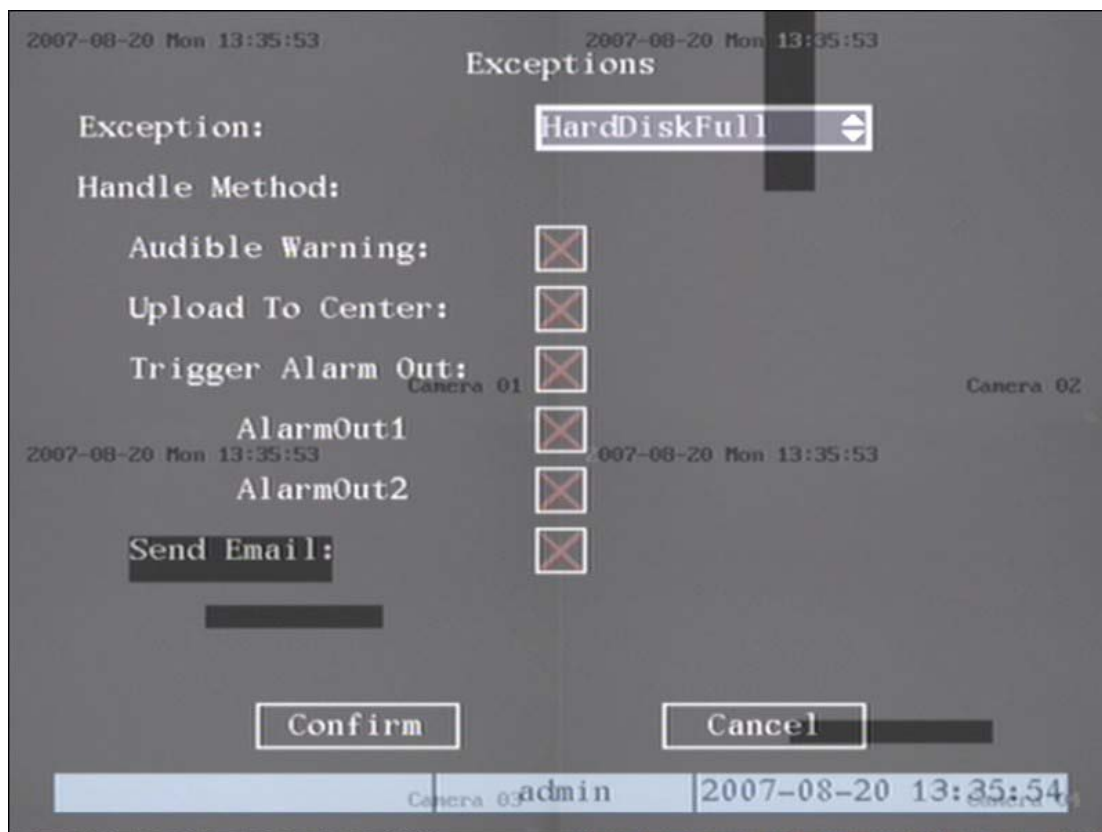 2007-08-20 Mon 13:35:53
2007-08-20 Mon 13:35:53
Exceptions
Exception: HardDiskFull
Handle Method:
Audible Warning:
Upload To Center:
Trigger Alarm Out:
Camera 01
Camera 02
AlarmOut1
2007-08-20 Mon 13:35:53
007-08-20 Mon 13:35:53
AlarmOut2
Send Email:
Confirm Cancel
admin 2007-08-20 13:35:54
Camera 03